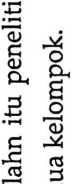 lahn itu peneliti
ua kelompok.